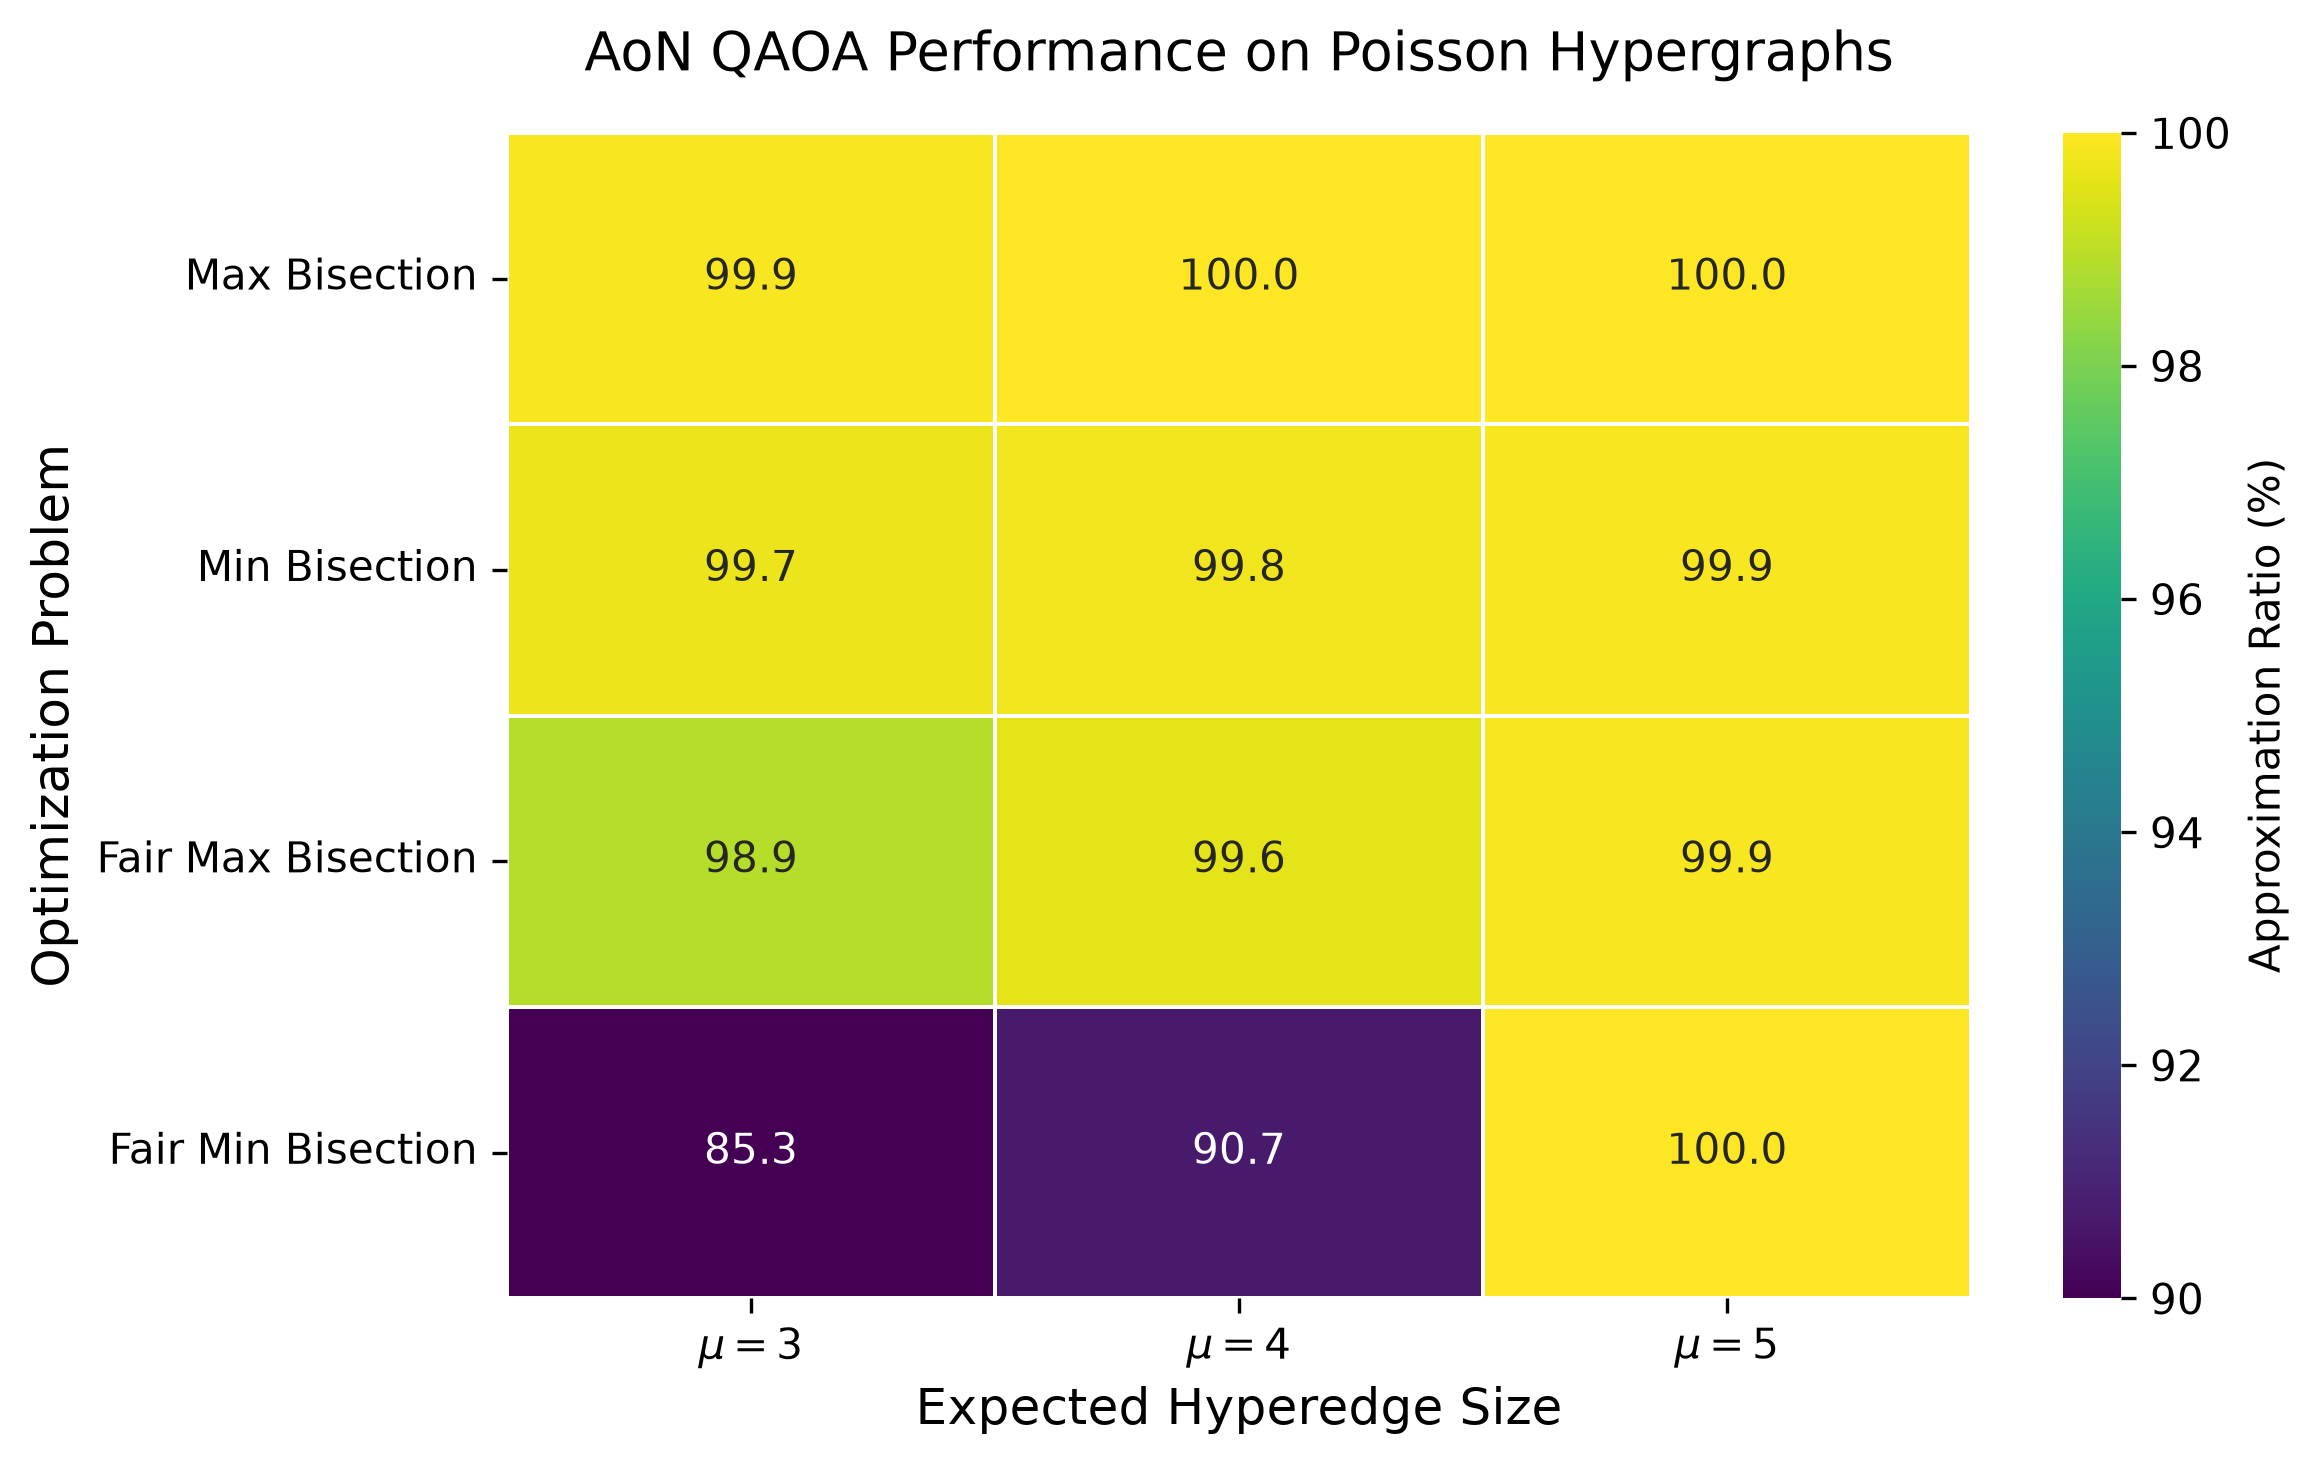 AoN QAOA Performance on Poisson Hypergraphs
Optimization Problem
Max Bisection 99.9 100.0 100.0
Min Bisection 99.7 99.8 99.9
Fair Max Bisection 98.9 99.6 99.9
Fair Min Bisection 85.3 90.7 100.0
μ = 3 μ = 4 μ = 5
Expected Hyperedge Size
100
98
96
94
92
90
Approximation Ratio (%)